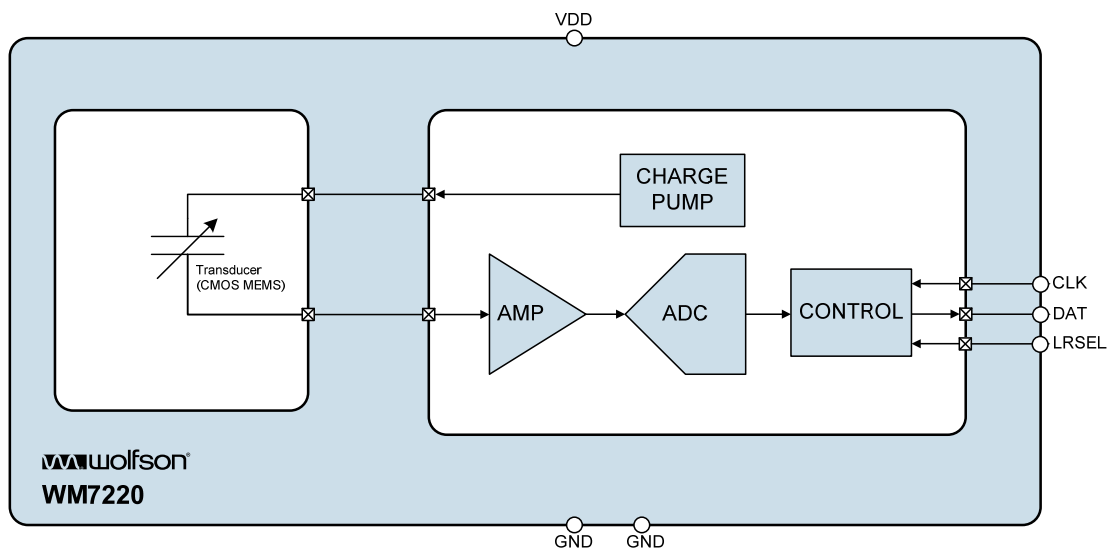 VDD
CHARGE
PUMP
Transducer
(CMOS MEMS)
AMP
ADC
CONTROL
CLK
DAT
LRSEL
wolfson®
WM7220
GND
GND